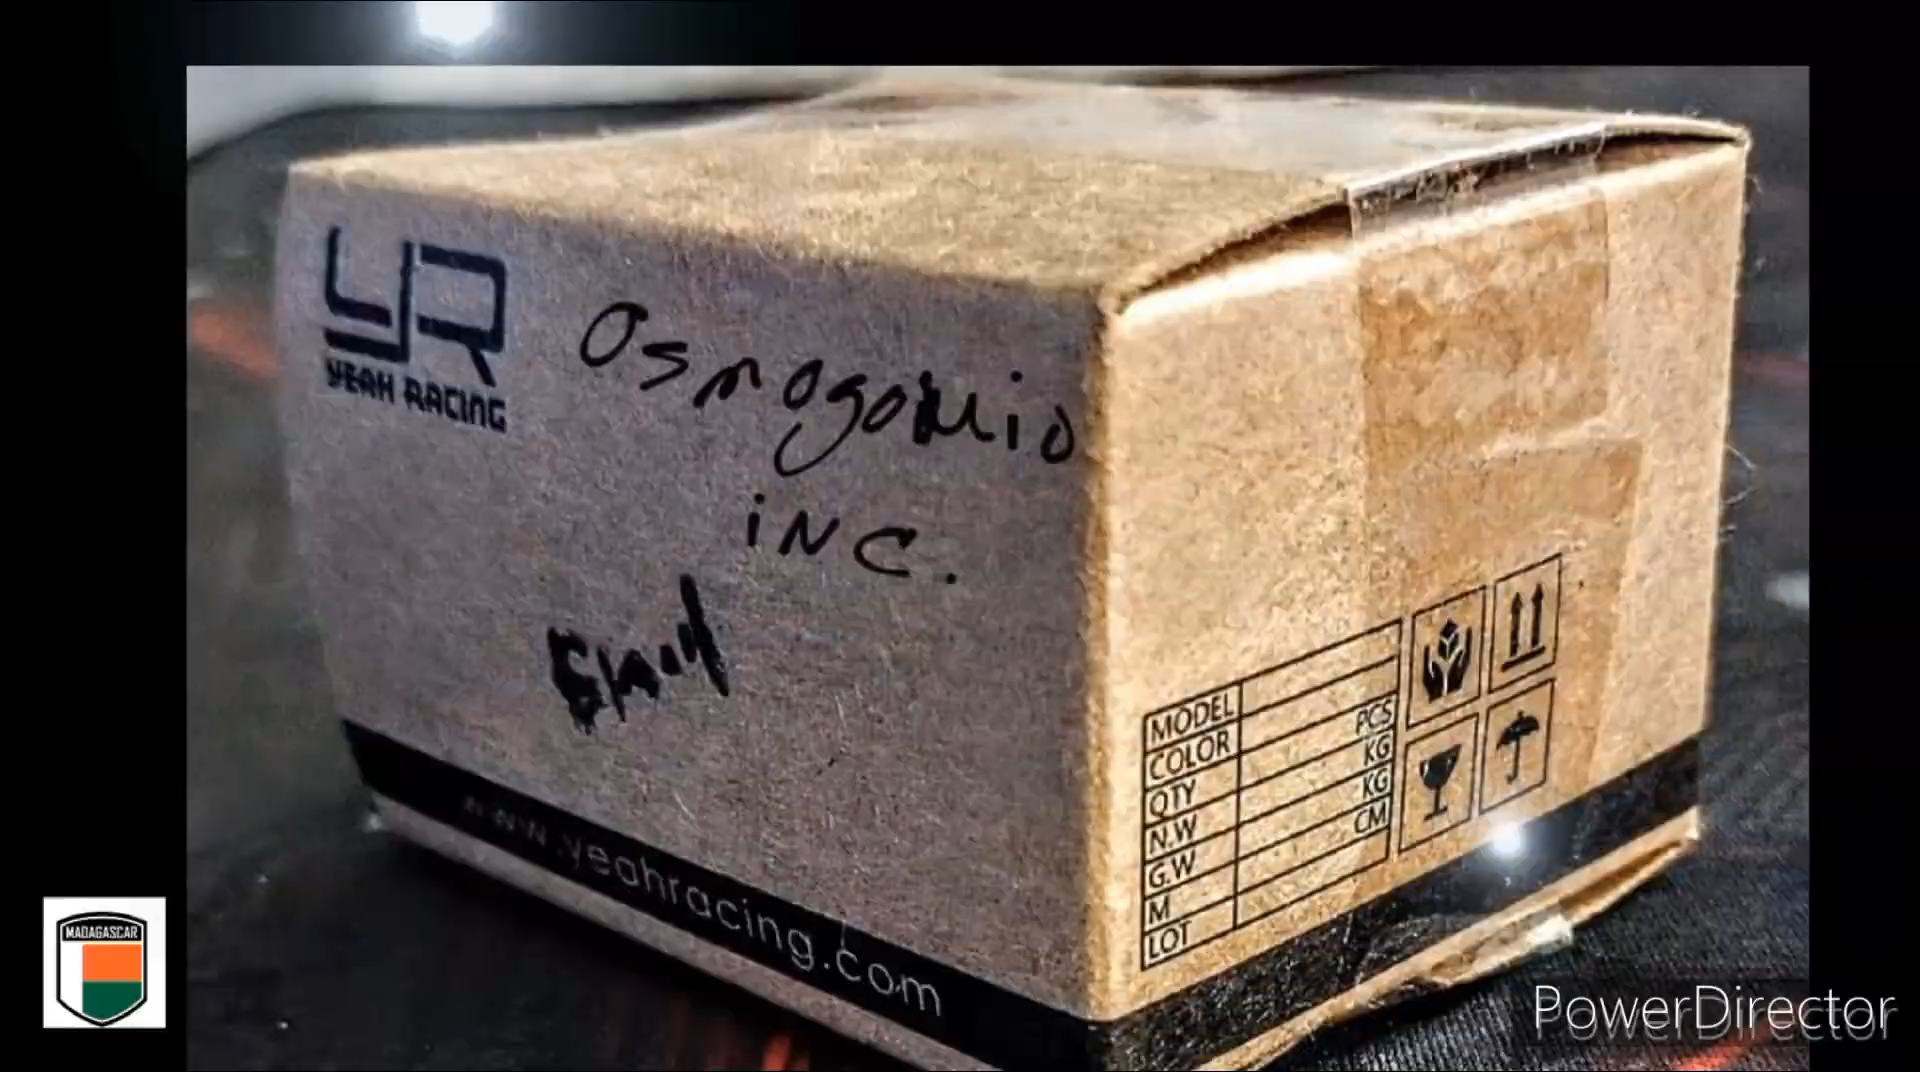 YR
YEAH RACING
Osmogomio
iNC.
www.yeahracing.com
MODEL
COLOR
QTY PCS
N.W KG
G.W KG
M CM
LOT
MADAGASCAR
PowerDirector